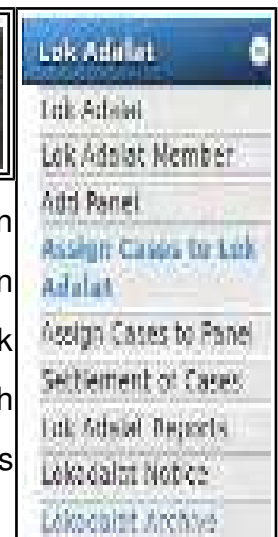 Lok Adalat
Lok Adalat
Lok Adalat Member
Add Panel
n
Assign Cases to Lok
n
Adalat
k
Assign Cases to Panel
h
Settlement of Cases
Lok Adalat Reports
s
Lokadalat Notice
Lokadalat Archive